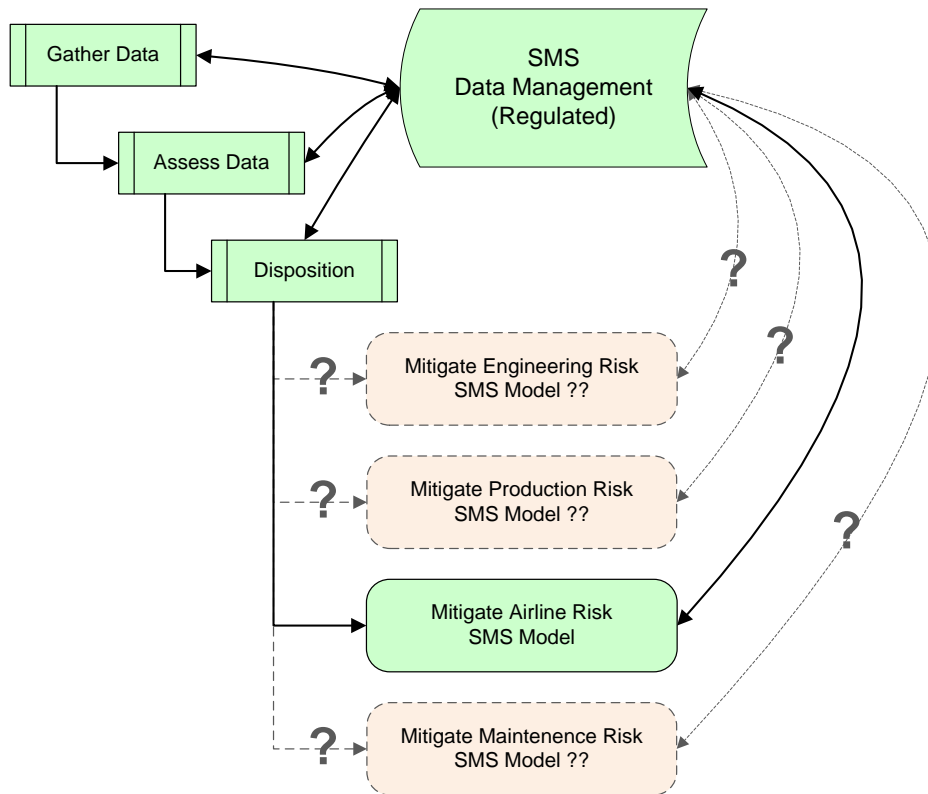 Gather Data
SMS
Data Management
(Regulated)
Assess Data
Disposition
?
?
?
Mitigate Engineering Risk
SMS Model ??
?
Mitigate Production Risk
SMS Model ??
?
Mitigate Airline Risk
SMS Model
?
Mitigate Maintenence Risk
SMS Model ??